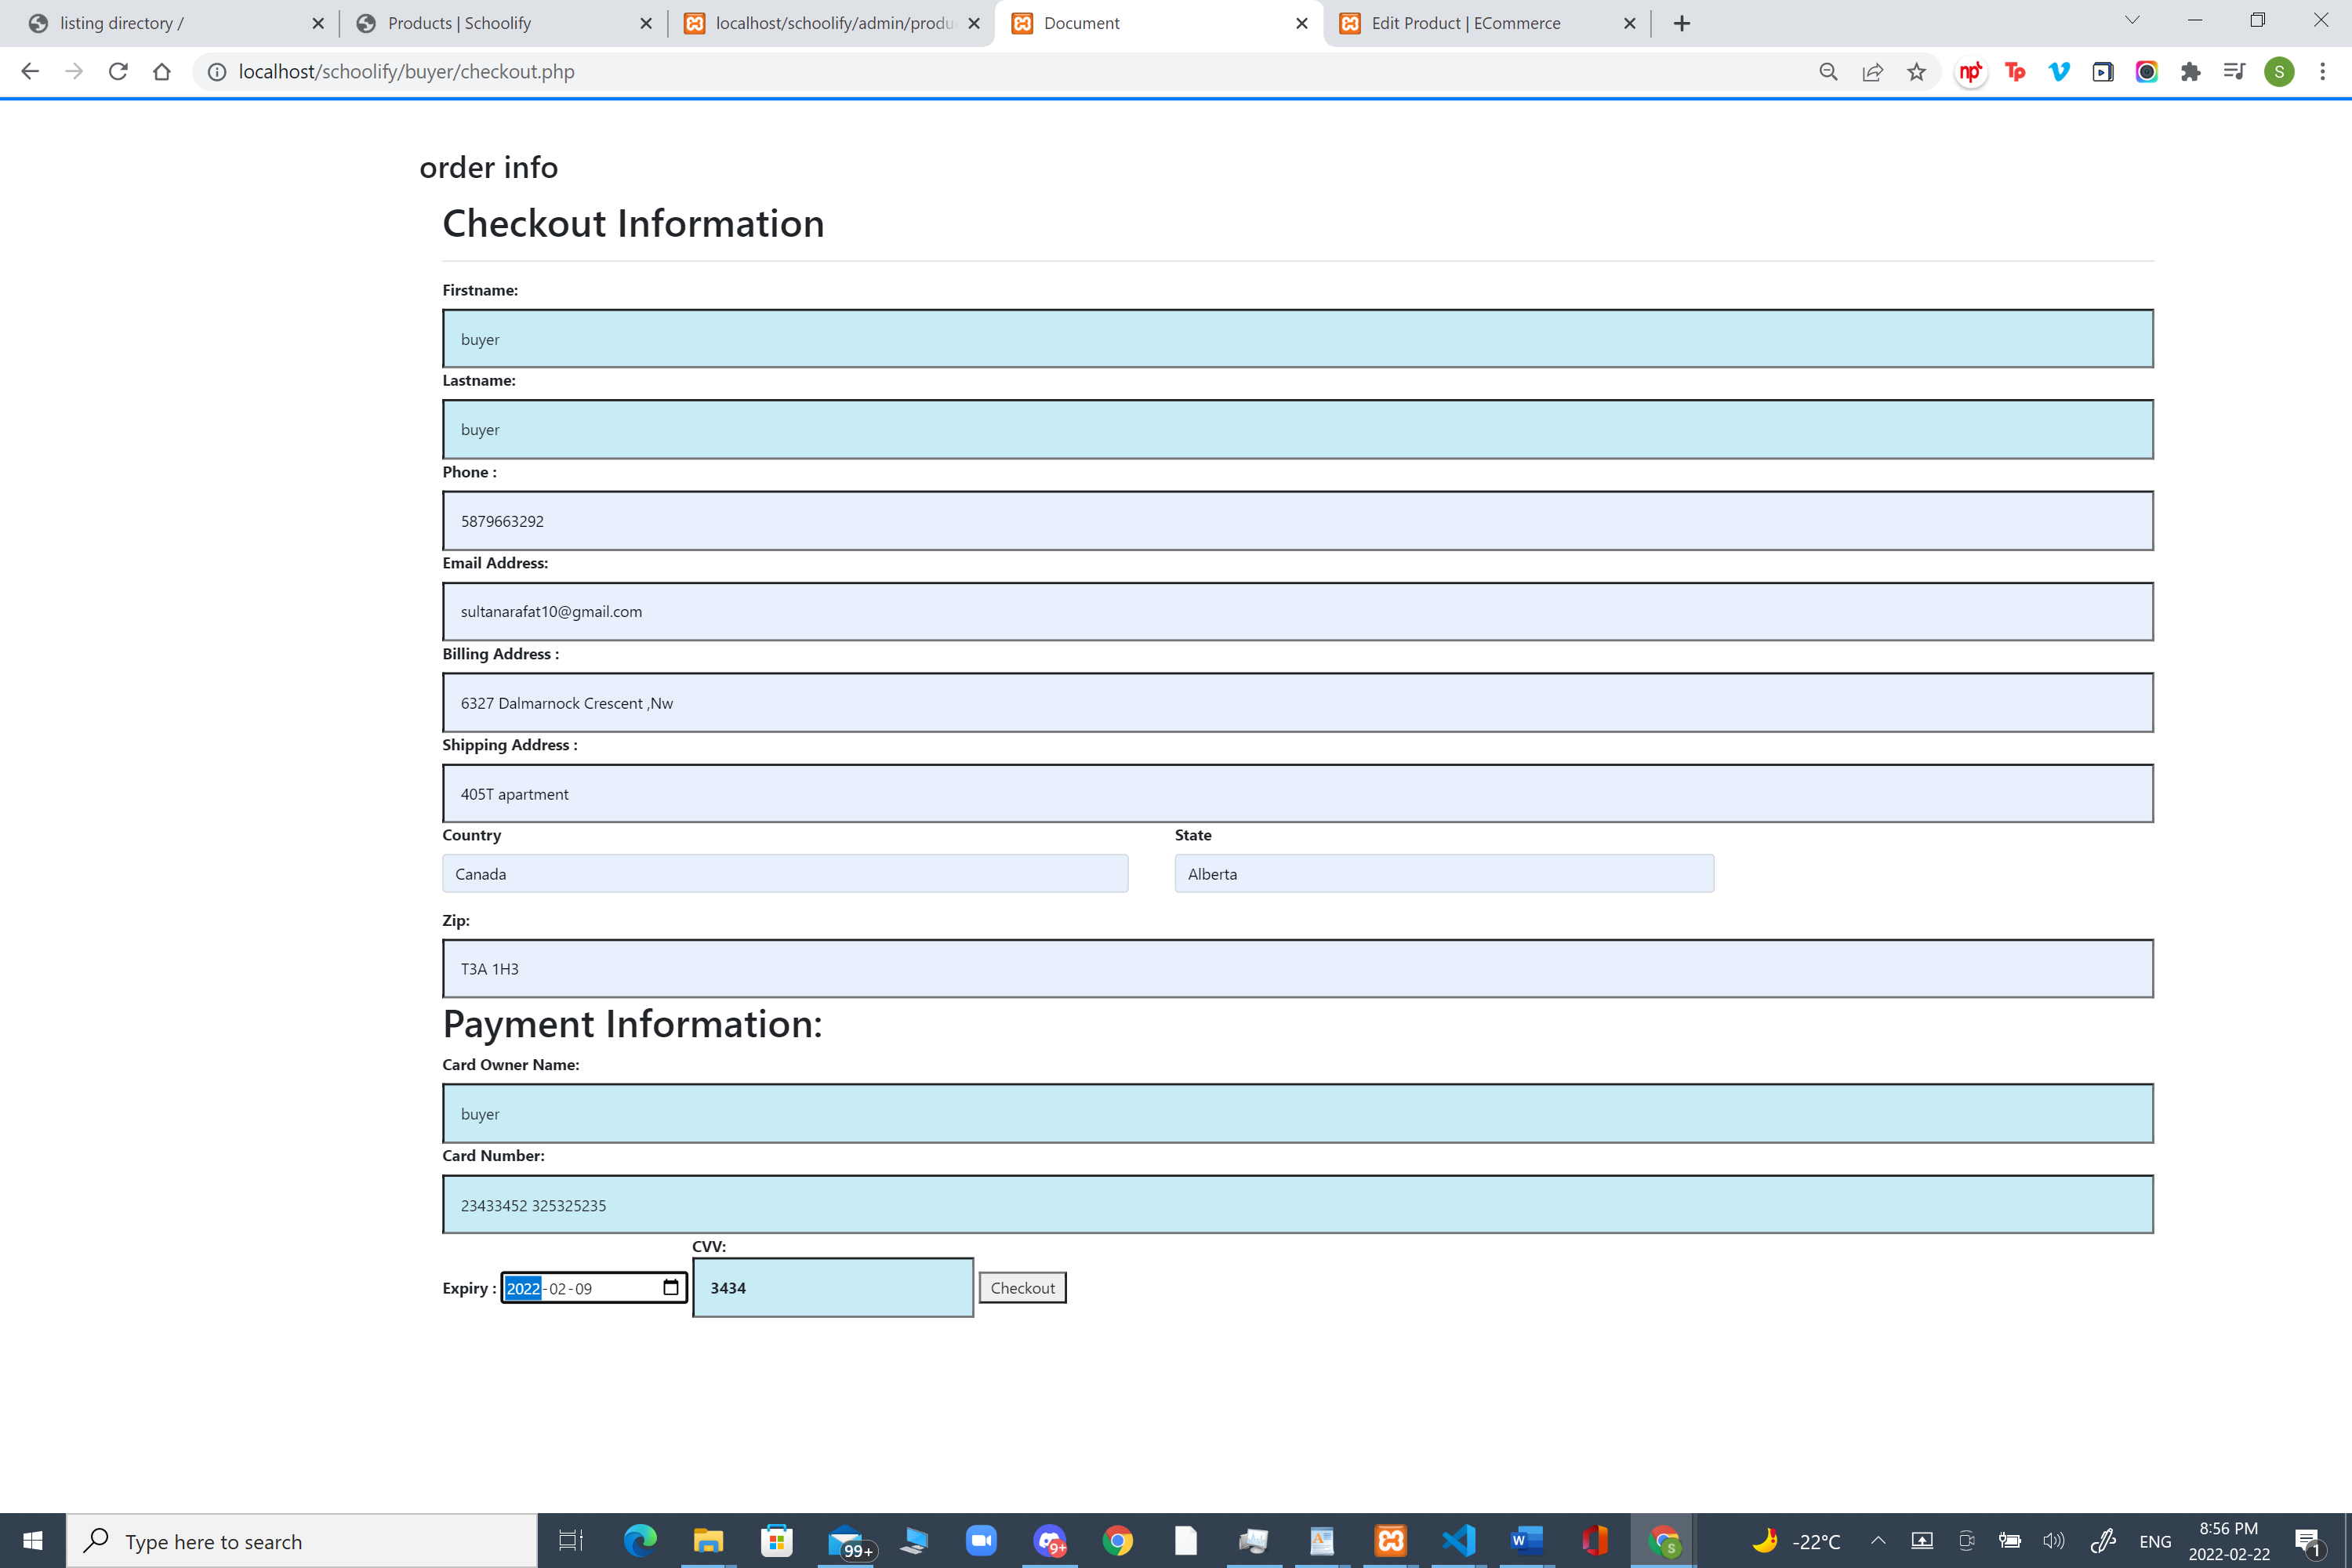 listing directory /
Products | Schoolify
localhost/schoolify/admin/produ
Document
Edit Product | ECommerce
localhost/schoolify/buyer/checkout.php
np
Tp
S
order info
Checkout Information
Firstname:
buyer
Lastname:
buyer
Phone :
5879663292
Email Address:
sultanarafat10@gmail.com
Billing Address :
6327 Dalmarnock Crescent ,Nw
Shipping Address :
405T apartment
Country
State
Canada
Alberta
Zip:
T3A 1H3
Payment Information:
Card Owner Name:
buyer
Card Number:
23433452 325325235
CVV:
Expiry : 2022-02-09 3434 Checkout
Type here to search
99+
9+
W
S
-22°C
ENG
8:56 PM
2022-02-22
1